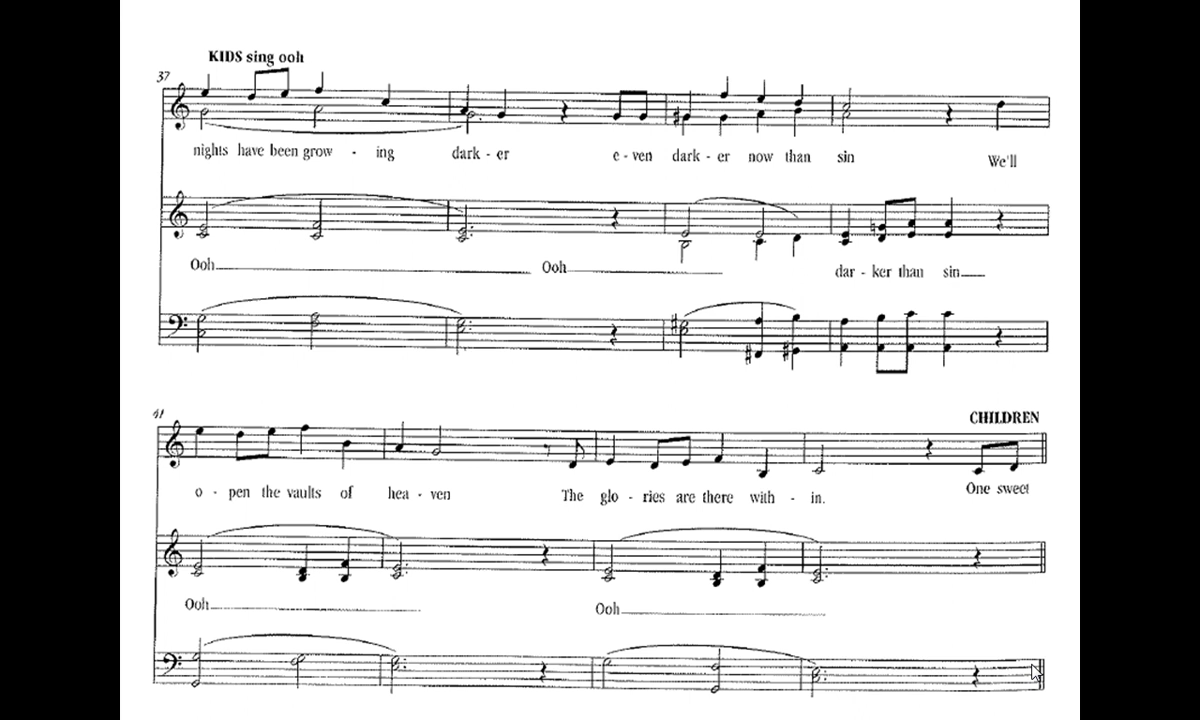 KIDS sing ooh
37
nights have been grow - ing dark - er e - ven dark - er now than sin We'll
Ooh Ooh dar - ker than sin
41
CHILDREN
o - pen the vaults of hea - ven The glo - ries are there with - in. One sweet
Ooh Ooh